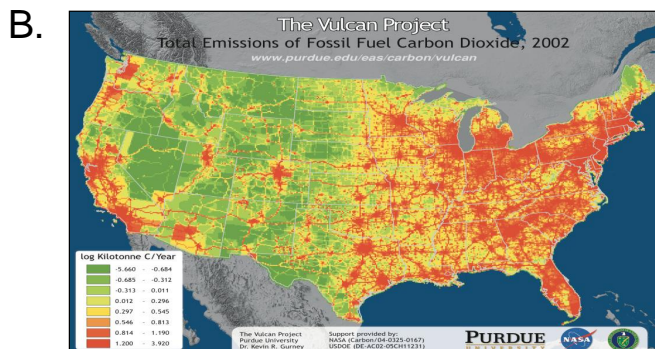 B.
The Vulcan Project
Total Emissions of Fossil Fuel Carbon Dioxide, 2002
www.purdue.edu/eas/carbon/vulcan
log Kilotonne C/Year
-5.660 - -0.684
-0.685 - -0.312
-0.313 - 0.011
0.012 - 0.296
0.297 - 0.545
0.546 - 0.813
0.814 - 1.190
1.200 - 3.920
The Vulcan Project
Purdue University
Dr. Kevin R. Gurney
Support provided by:
NASA (Carbon/04-0325-0167)
USDOE (DE-AC02-05CH11231)
PURDUE
UNIVERSITY
NASA